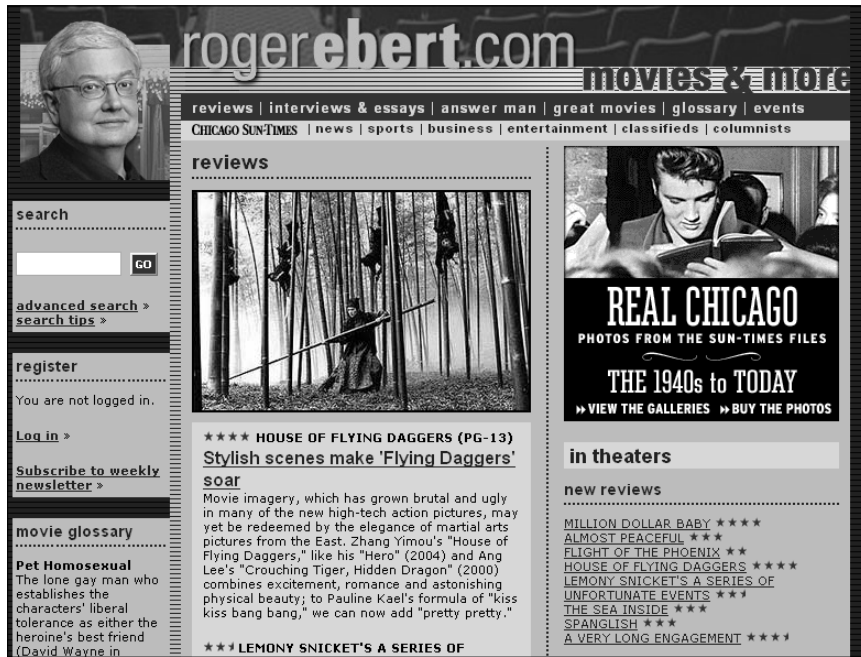 rogerebert.com
movies & more
reviews | interviews & essays | answer man | great movies | glossary | events
CHICAGO SUN-TIMES | news | sports | business | entertainment | classifieds | columnists
search
GO
advanced search »
search tips »
register
You are not logged in.
Log in »
Subscribe to weekly
newsletter »
movie glossary
Pet Homosexual
The lone gay man who
establishes the
characters' liberal
tolerance as either the
heroine's best friend
(David Wayne in
reviews
★★★★ HOUSE OF FLYING DAGGERS (PG-13)
Stylish scenes make 'Flying Daggers'
soar
Movie imagery, which has grown brutal and ugly
in many of the new high-tech action pictures, may
yet be redeemed by the elegance of martial arts
pictures from the East. Zhang Yimou's "House of
Flying Daggers," like his "Hero" (2004) and Ang
Lee's "Crouching Tiger, Hidden Dragon" (2000)
combines excitement, romance and astonishing
physical beauty; to Pauline Kael's formula of "kiss
kiss bang bang," we can now add "pretty pretty."
★★½ LEMONY SNICKET'S A SERIES OF
REAL CHICAGO
PHOTOS FROM THE SUN-TIMES FILES
THE 1940s to TODAY
»VIEW THE GALLERIES »BUY THE PHOTOS
in theaters
new reviews
MILLION DOLLAR BABY ★★★★
ALMOST PEACEFUL ★★★
FLIGHT OF THE PHOENIX ★★
HOUSE OF FLYING DAGGERS ★★★★
LEMONY SNICKET'S A SERIES OF
UNFORTUNATE EVENTS ★★½
THE SEA INSIDE ★★★
SPANGLISH ★★★
A VERY LONG ENGAGEMENT ★★★½